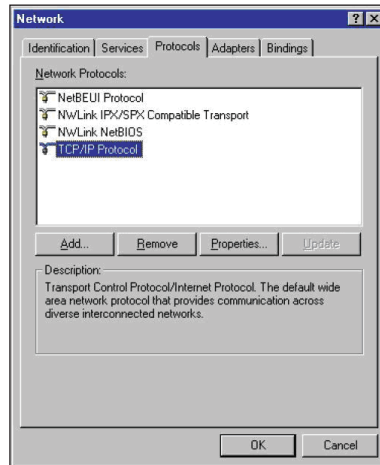 Network
Identification Services Protocols Adapters Bindings
Network Protocols:
NetBEUI Protocol
NWLink IPX/SPX Compatible Transport
NWLink NetBIOS
TCP/IP Protocol
Add... Remove Properties... Update
Description:
Transport Control Protocol/Internet Protocol. The default wide
area network protocol that provides communication across
diverse interconnected networks.
OK Cancel